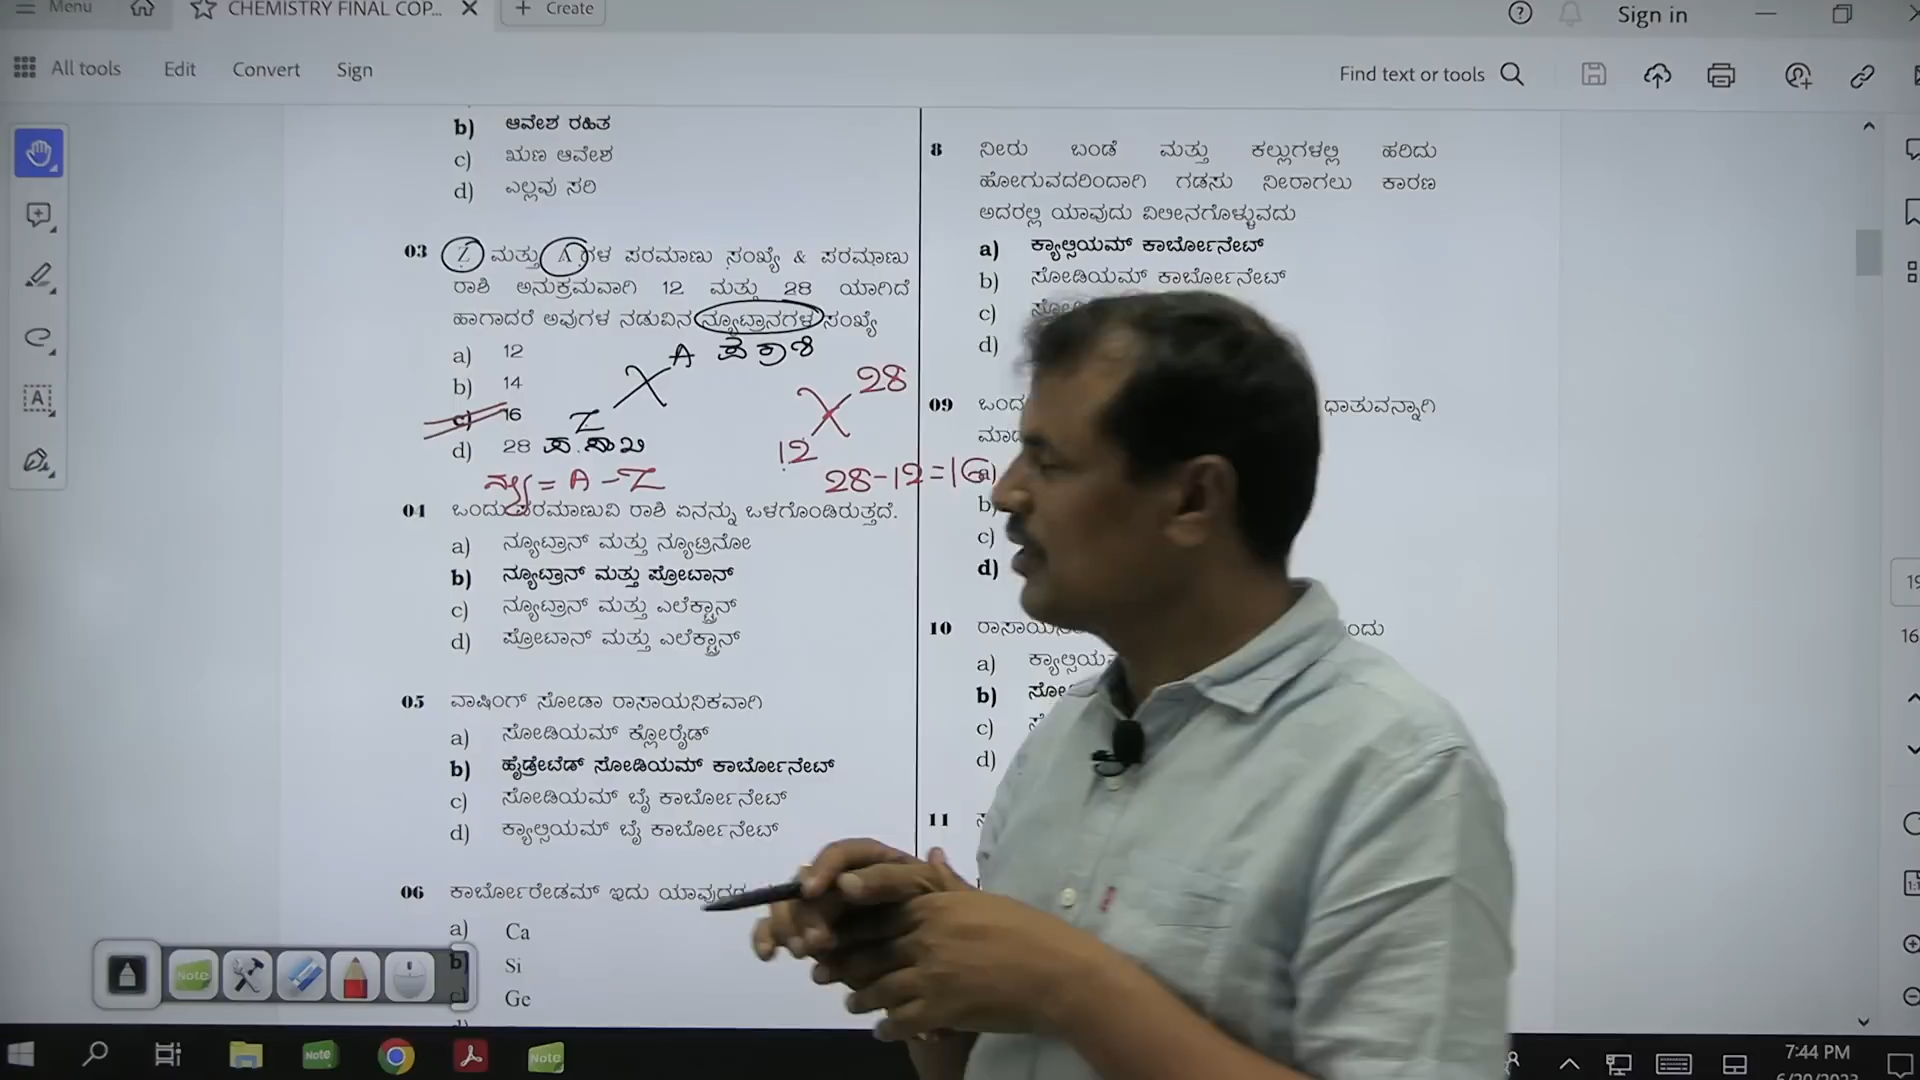 Menu
CHEMISTRY FINAL COP...
Create
Sign in
All tools
Edit
Convert
Sign
Find text or tools
b) ಆವೇಶ ರಹಿತ
c) ಋಣ ಆವೇಶ
d) ಎಲ್ಲವು ಸರಿ
03 Z ಮತ್ತು A ಗಳ ಪರಮಾಣು ಸಂಖ್ಯೆ & ಪರಮಾಣು
ರಾಶಿ ಅನುಕ್ರಮವಾಗಿ 12 ಮತ್ತು 28 ಯಾಗಿದೆ
ಹಾಗಾದರೆ ಅವುಗಳ ನಡುವಿನ ನ್ಯೂಟ್ರಾನಗಳ ಸಂಖ್ಯೆ
a) 12
b) 14
c) 16
d) 28
X A
Z
X 28
12
= A - Z
28-12=16
04 ಒಂದು ಪರಮಾಣುವಿ ರಾಶಿ ಏನನ್ನು ಒಳಗೊಂಡಿರುತ್ತದೆ.
a) ನ್ಯೂಟ್ರಾನ್ ಮತ್ತು ನ್ಯೂಟ್ರಿನೋ
b) ನ್ಯೂಟ್ರಾನ್ ಮತ್ತು ಪ್ರೋಟಾನ್
c) ನ್ಯೂಟ್ರಾನ್ ಮತ್ತು ಎಲೆಕ್ಟ್ರಾನ್
d) ಪ್ರೋಟಾನ್ ಮತ್ತು ಎಲೆಕ್ಟ್ರಾನ್
05 ವಾಷಿಂಗ್ ಸೋಡಾ ರಾಸಾಯನಿಕವಾಗಿ
a) ಸೋಡಿಯಮ್ ಕ್ಲೋರೈಡ್
b) ಹೈಡ್ರೇಟೆಡ್ ಸೋಡಿಯಮ್ ಕಾರ್ಬೋನೇಟ್
c) ಸೋಡಿಯಮ್ ಬೈ ಕಾರ್ಬೋನೇಟ್
d) ಕ್ಯಾಲ್ಸಿಯಮ್ ಬೈ ಕಾರ್ಬೋನೇಟ್
06 ಕಾರ್ಬೋರೇಡಮ್ ಇದು
a) Ca
b) Si
c) Ge
8 ನೀರು ಬಂಡೆ ಮತ್ತು ಕಲ್ಲುಗಳಲ್ಲಿ ಹರಿದು
ಹೋಗುವದರಿಂದಾಗಿ ಗಡಸು ನೀರಾಗಲು ಕಾರಣ
ಅದರಲ್ಲಿ ಯಾವುದು ವಿಲೀನಗೊಳ್ಳುವದು
a) ಕ್ಯಾಲ್ಸಿಯಮ್ ಕಾರ್ಬೋನೇಟ್
b) ಸೋಡಿಯಮ್ ಕಾರ್ಬೋನೇಟ್
c)
d)
09 ಧಾತುವನ್ನಾಗಿ
b)
c)
d)
10
a)
b)
c)
d)
11
Note
Note
Note
7:44 PM